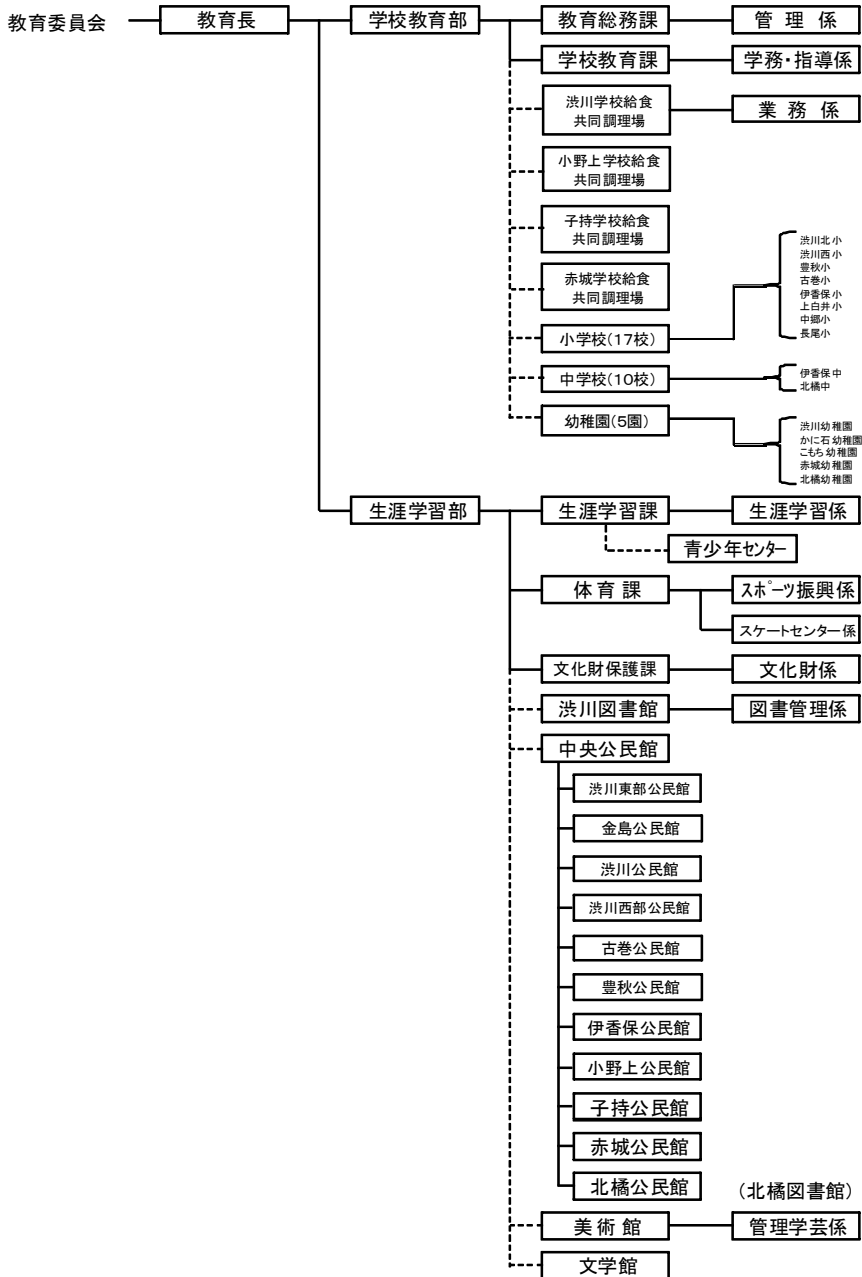 教育委員会
教育長
学校教育部
教育総務課
管理係
学校教育課
学務・指導係
渋川学校給食
共同調理場
業務係
小野上学校給食
共同調理場
子持学校給食
共同調理場
赤城学校給食
共同調理場
小学校(17校)
渋川北小
渋川西小
豊秋小
古巻小
伊香保小
上白井小
中郷小
長尾小
中学校(10校)
伊香保中
北橘中
幼稚園(5園)
渋川幼稚園
かに石幼稚園
こもち幼稚園
赤城幼稚園
北橘幼稚園
生涯学習部
生涯学習課
生涯学習係
青少年センター
体育課
スポーツ振興係
スケートセンター係
文化財保護課
文化財係
渋川図書館
図書管理係
中央公民館
渋川東部公民館
金島公民館
渋川公民館
渋川西部公民館
古巻公民館
豊秋公民館
伊香保公民館
小野上公民館
子持公民館
赤城公民館
北橘公民館
(北橘図書館)
美術館
管理学芸係
文学館